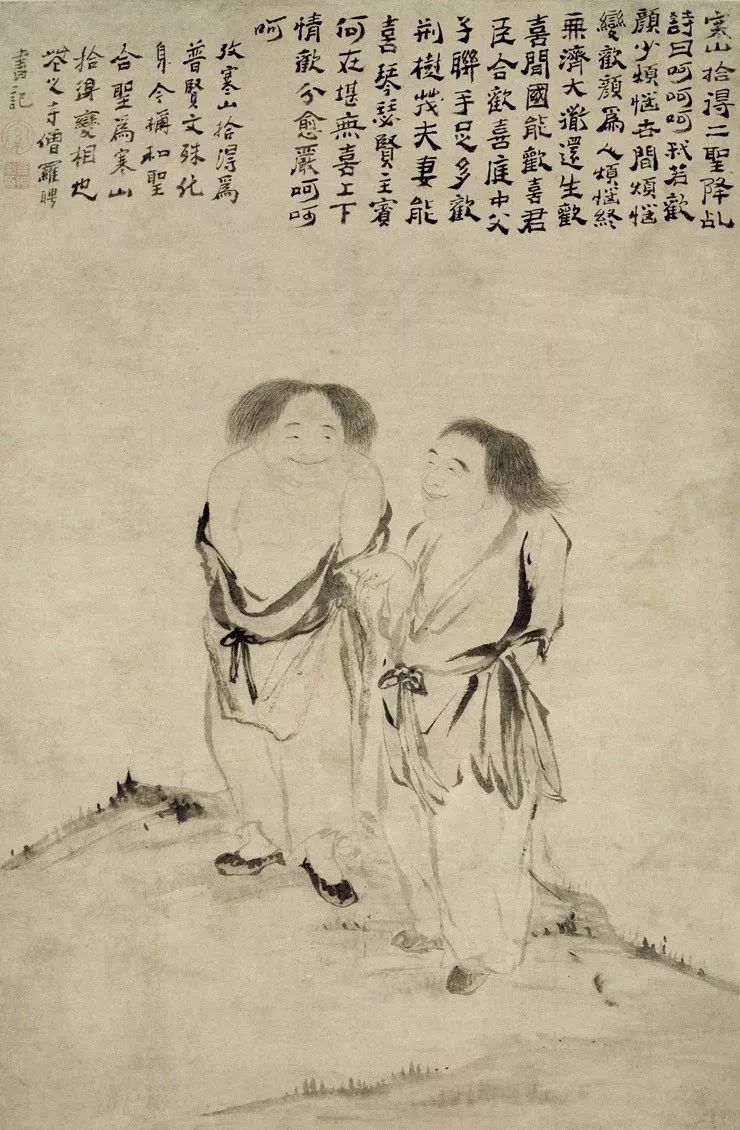 寒山拾得二聖降乩
詩曰呵呵呵我若歡
顏少煩惱世間煩惱
變歡顏爲人煩惱終
無濟大道還生歡
喜間國能歡喜君
臣合歡喜庭中父
子聯手足多歡
荊樹茂夫妻能
喜琴瑟賢主賓
何在堪無喜上下
情歡分愈嚴呵呵
呵
攷寒山拾得爲
普賢文殊化
身今稱和聖
合聖爲寒山
拾得變相也
花之寺僧羅聘
書記